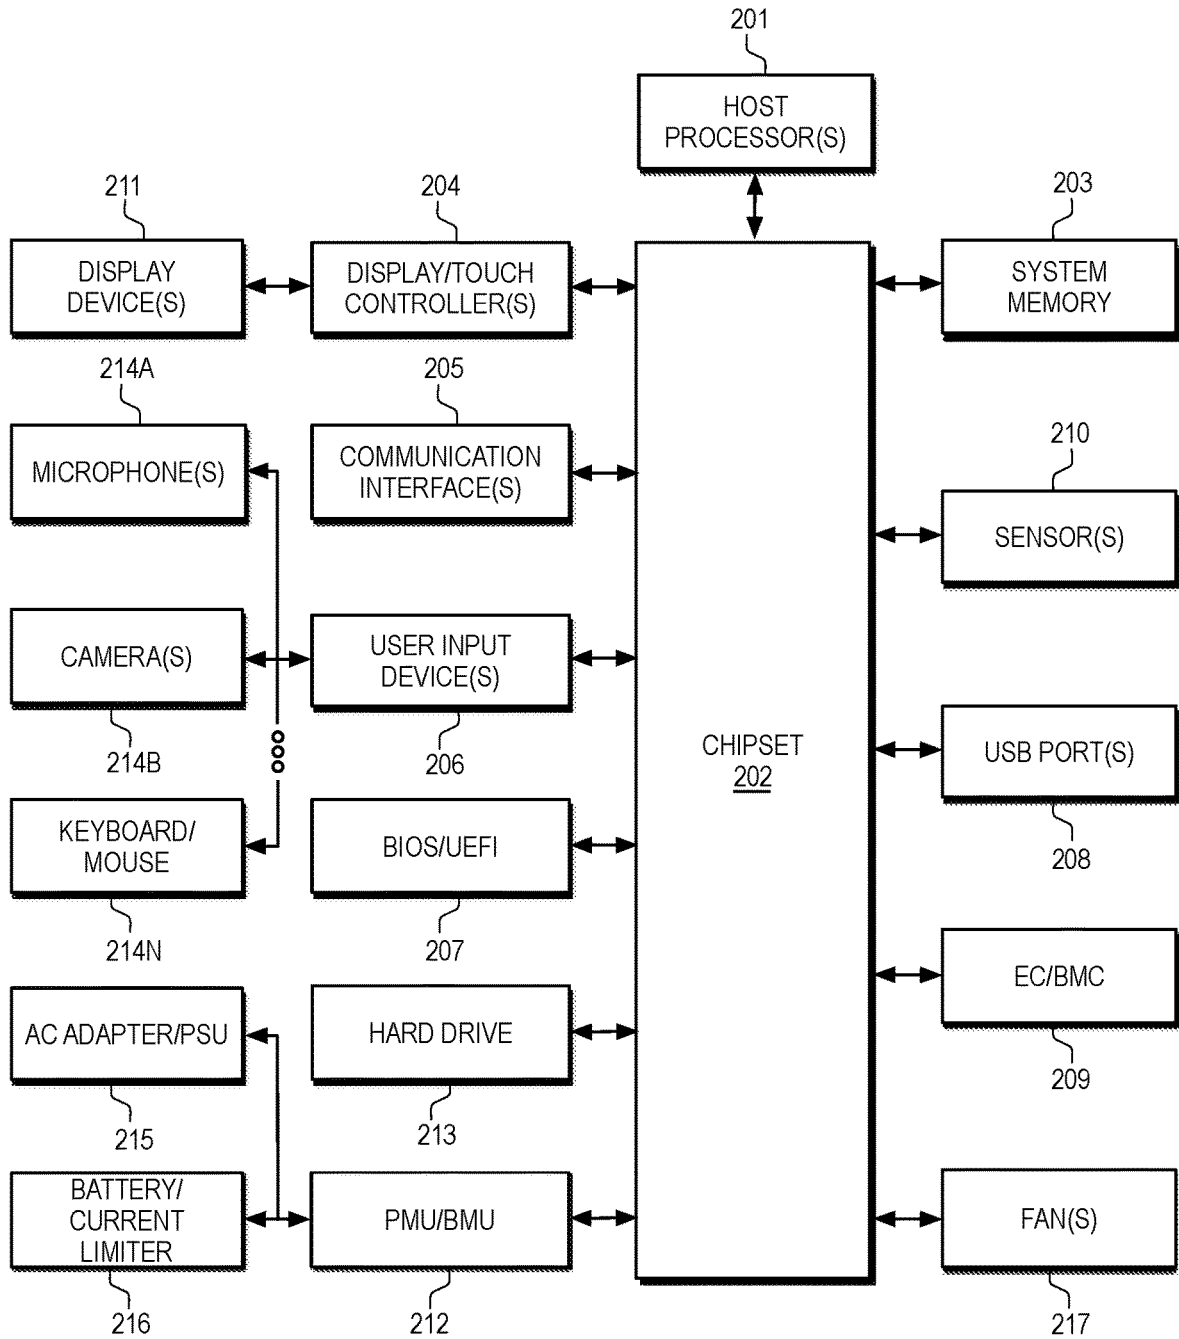 201
HOST
PROCESSOR(S)
211
204
203
DISPLAY
DEVICE(S)
DISPLAY/TOUCH
CONTROLLER(S)
SYSTEM
MEMORY
214A
205
MICROPHONE(S)
COMMUNICATION
INTERFACE(S)
210
SENSOR(S)
CAMERA(S)
USER INPUT
DEVICE(S)
214B
206
CHIPSET
202
USB PORT(S)
208
KEYBOARD/
MOUSE
BIOS/UEFI
214N
207
EC/BMC
209
AC ADAPTER/PSU
HARD DRIVE
215
213
BATTERY/
CURRENT
LIMITER
PMU/BMU
FAN(S)
216
212
217